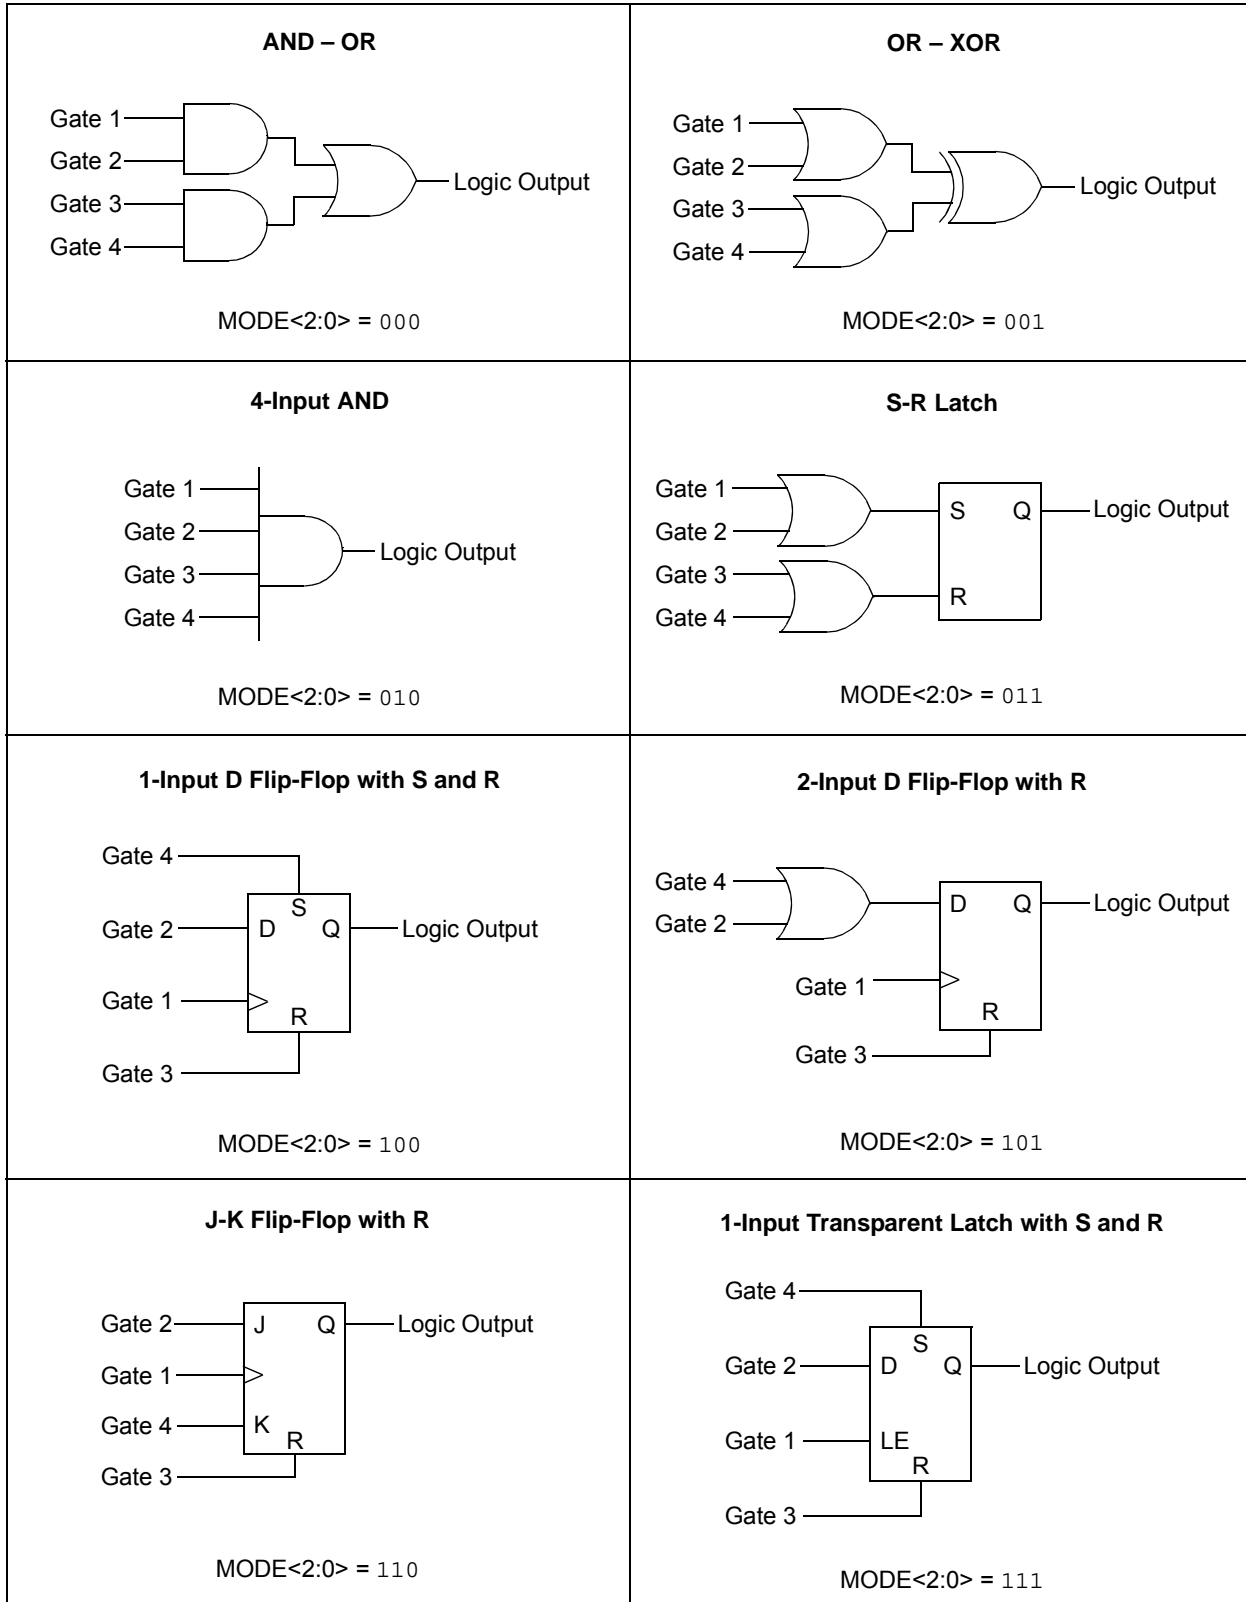 AND – OR
Gate 1
Gate 2
Gate 3
Gate 4
Logic Output
MODE<2:0> = 000
OR – XOR
Gate 1
Gate 2
Gate 3
Gate 4
Logic Output
MODE<2:0> = 001
4-Input AND
Gate 1
Gate 2
Gate 3
Gate 4
Logic Output
MODE<2:0> = 010
S-R Latch
Gate 1
Gate 2
Gate 3
Gate 4
S Q
R
Logic Output
MODE<2:0> = 011
1-Input D Flip-Flop with S and R
Gate 4
S
Gate 2
D Q
Logic Output
Gate 1
R
Gate 3
MODE<2:0> = 100
2-Input D Flip-Flop with R
Gate 4
Gate 2
D Q
Logic Output
Gate 1
R
Gate 3
MODE<2:0> = 101
J-K Flip-Flop with R
Gate 2
J Q
Logic Output
Gate 1
Gate 4
K
R
Gate 3
MODE<2:0> = 110
1-Input Transparent Latch with S and R
Gate 4
S
Gate 2
D Q
Logic Output
Gate 1
LE
R
Gate 3
MODE<2:0> = 111